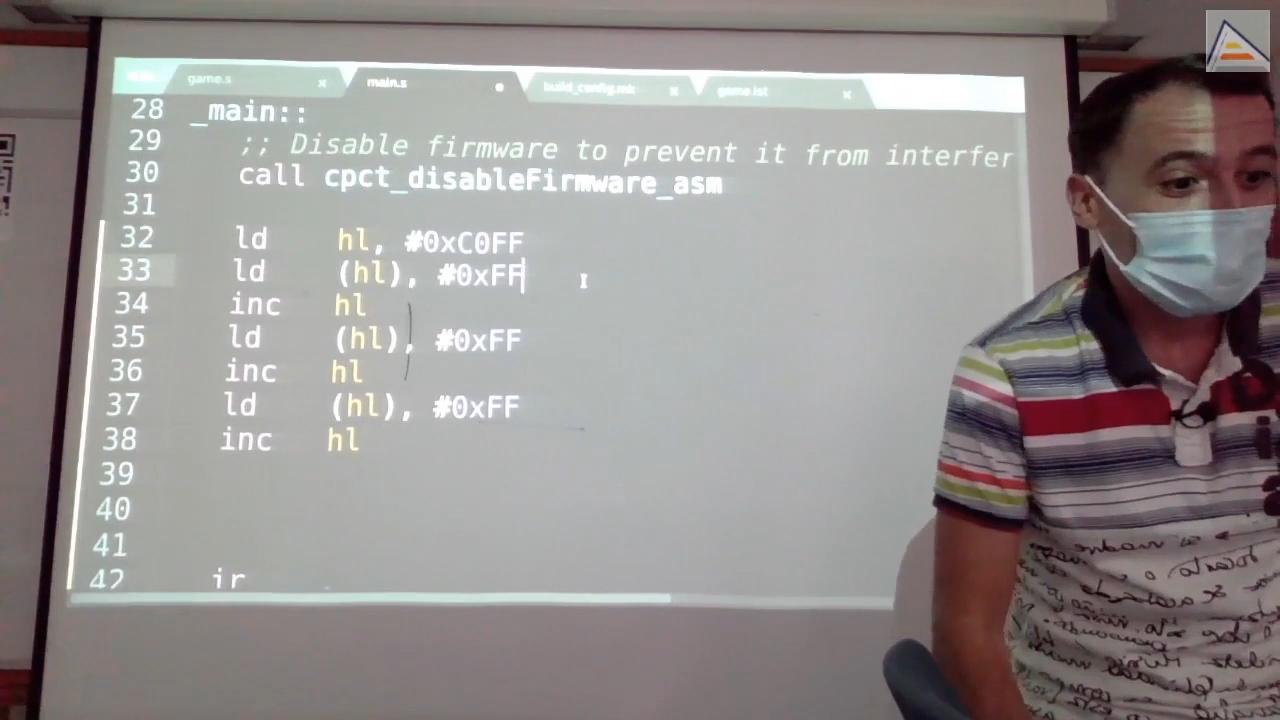 game.s × main.s build_config.mk × game.lst ×
28 _main::
29 ;; Disable firmware to prevent it from interfer
30 call cpct_disableFirmware_asm
31
32 ld hl, #0xC0FF
33 ld (hl), #0xFF
34 inc hl
35 ld (hl), #0xFF
36 inc hl
37 ld (hl), #0xFF
38 inc hl
39
40
41
42 jr